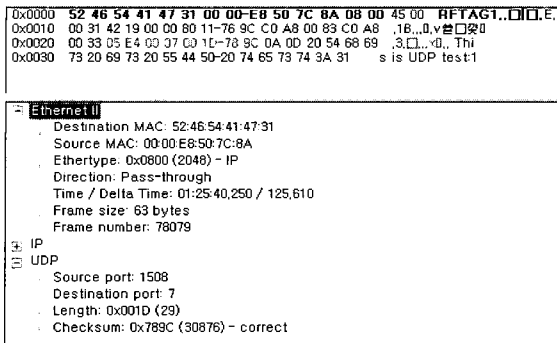 0x0000 52 46 54 41 47 31 00 00-E8 50 7C 8A 08 00 45 00 RFTAG1..
0x0010 00 31 42 19 00 00 80 11-76 9C C0 A8 00 83 C0 A8
0x0020 00 33 05 E4 00 07 00 1D-78 9C 0A 0D 20 54 68 69 Thi
0x0030 73 20 69 73 20 55 44 50-20 74 65 73 74 3A 31 s is UDP test:1
Ethernet II
Destination MAC: 52:46:54:41:47:31
Source MAC: 00:00:E8:50:7C:8A
Ethertype: 0x0800 (2048) - IP
Direction: Pass-through
Time / Delta Time: 01:25:40,250 / 125,610
Frame size: 63 bytes
Frame number: 78079
IP
UDP
Source port: 1508
Destination port: 7
Length: 0x001D (29)
Checksum: 0x789C (30876) - correct